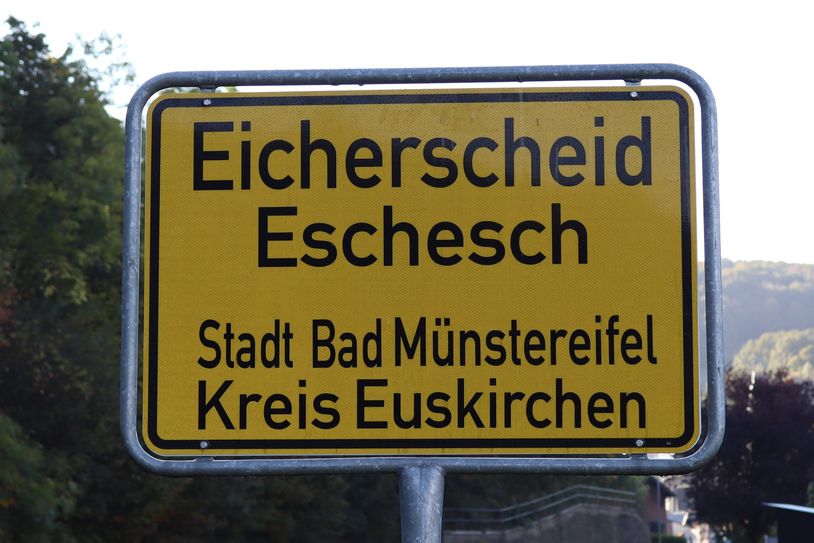 Eicherscheid
Eschesch
Stadt Bad Münstereifel
Kreis Euskirchen